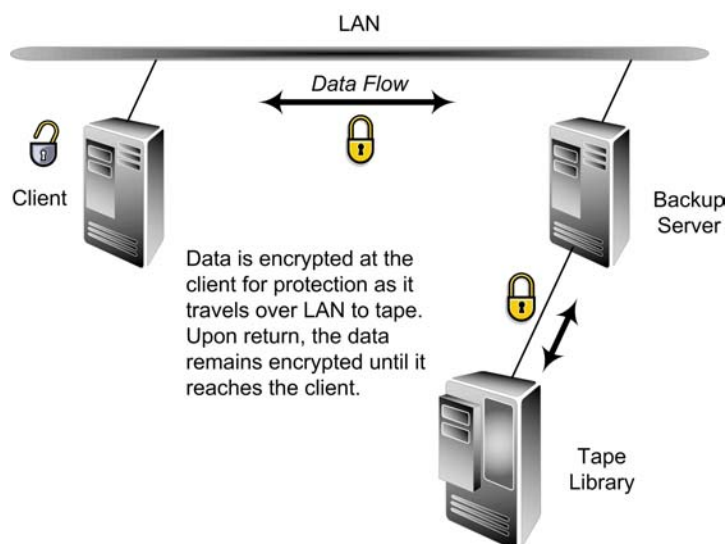 LAN
Data Flow
Client
Backup
Server
Data is encrypted at the
client for protection as it
travels over LAN to tape.
Upon return, the data
remains encrypted until it
reaches the client.
Tape
Library